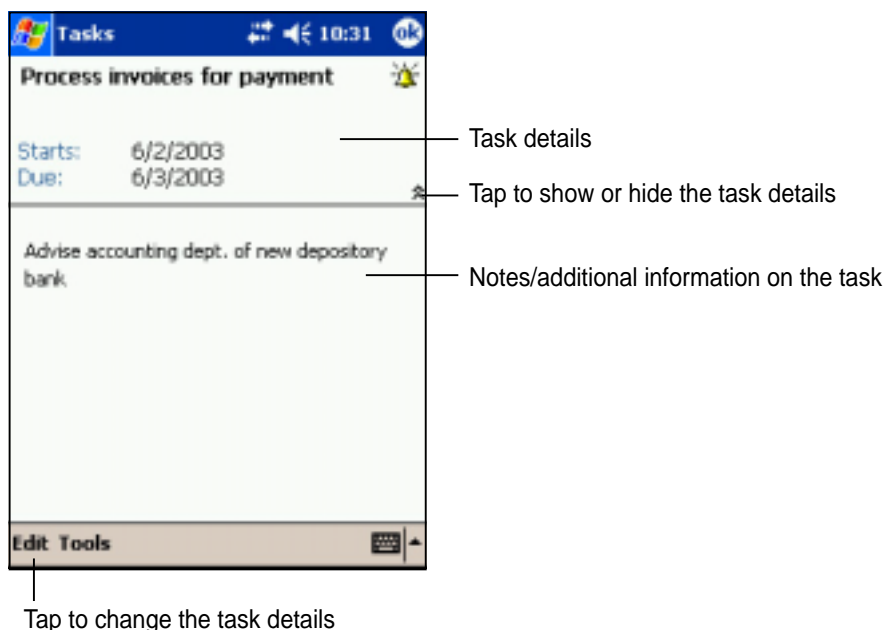 Tasks 10:31 ok
Process invoices for payment
Task details
Starts: 6/2/2003
Due: 6/3/2003
Tap to show or hide the task details
Advise accounting dept. of new depository
bank
Notes/additional information on the task
Edit Tools
Tap to change the task details